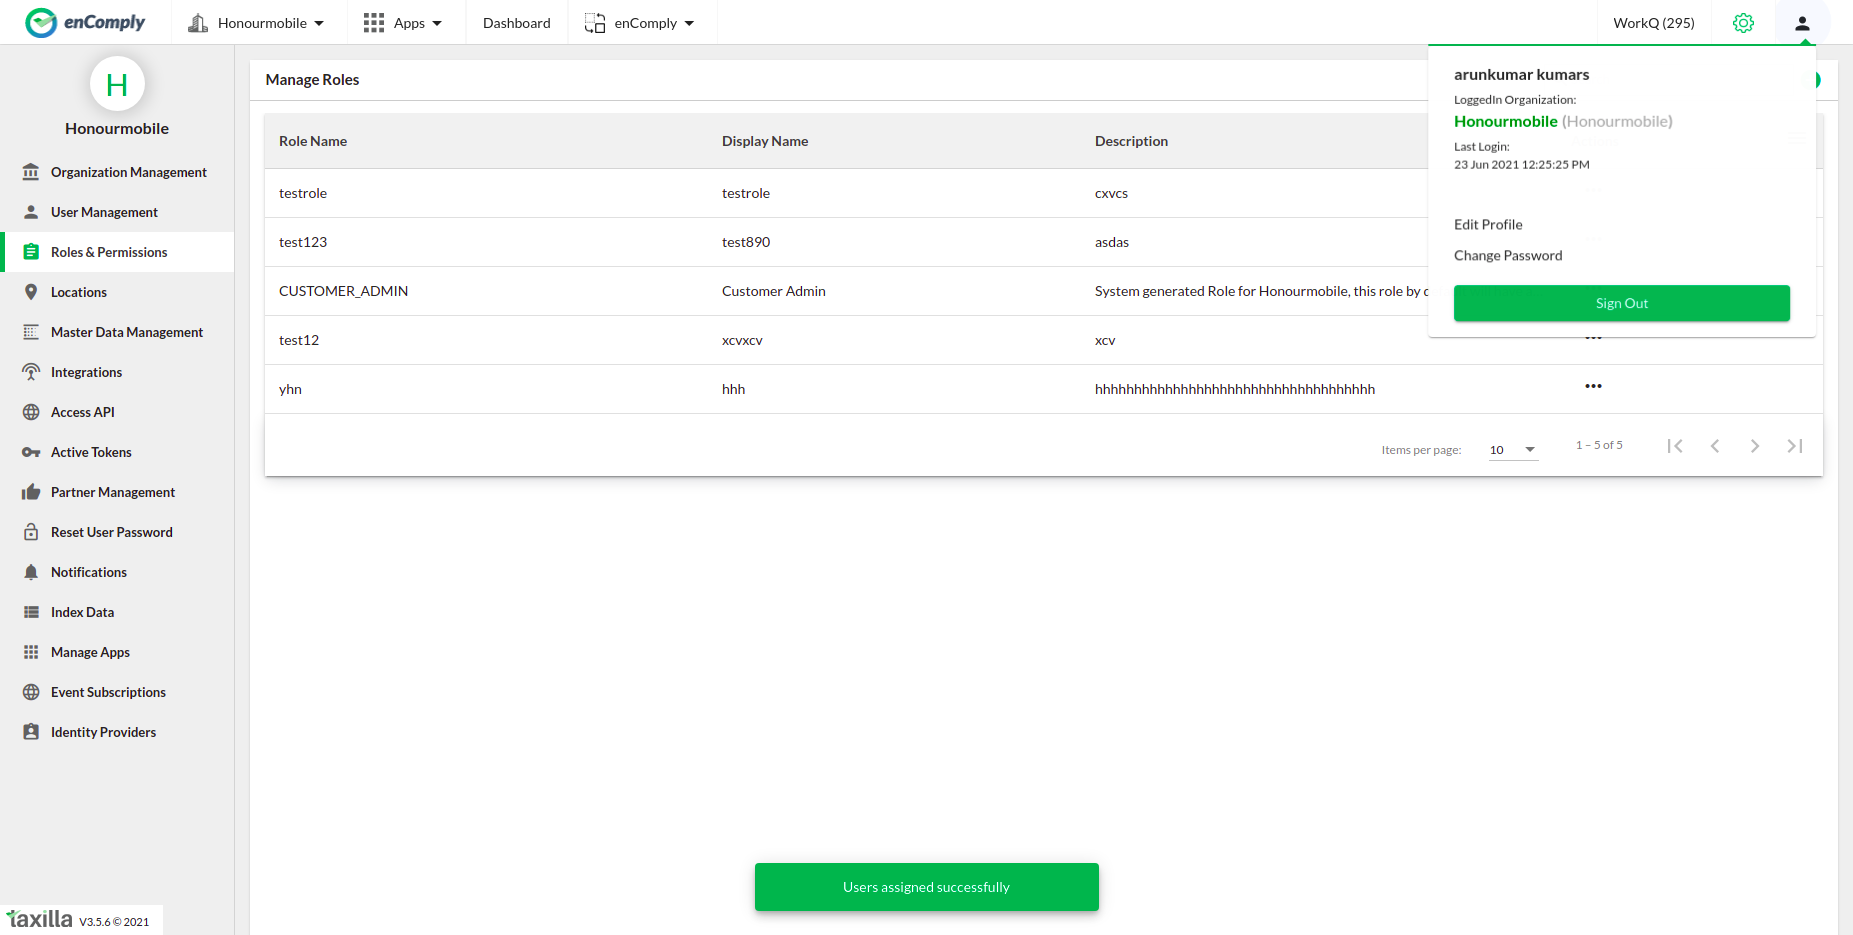 enComply
Honourmobile
Apps
Dashboard
enComply
WorkQ (295)
H
Honourmobile
Organization Management
User Management
Roles & Permissions
Locations
Master Data Management
Integrations
Access API
Active Tokens
Partner Management
Reset User Password
Notifications
Index Data
Manage Apps
Event Subscriptions
Identity Providers
taxilla V3.5.6 © 2021
Manage Roles
Role Name Display Name Description
testrole testrole cxvcs
test123 test890 asdas
CUSTOMER_ADMIN Customer Admin System generated Role for Honourmobile, this role by
test12 xcvxcv xcv
yhn hhh hhhhhhhhhhhhhhhhhhhhhhhhhhhhhhhhhhhh
Items per page: 10 1 – 5 of 5
arunkumar kumars
LoggedIn Organization:
Honourmobile (Honourmobile)
Last Login:
23 Jun 2021 12:25:25 PM
Edit Profile
Change Password
Sign Out
Users assigned successfully